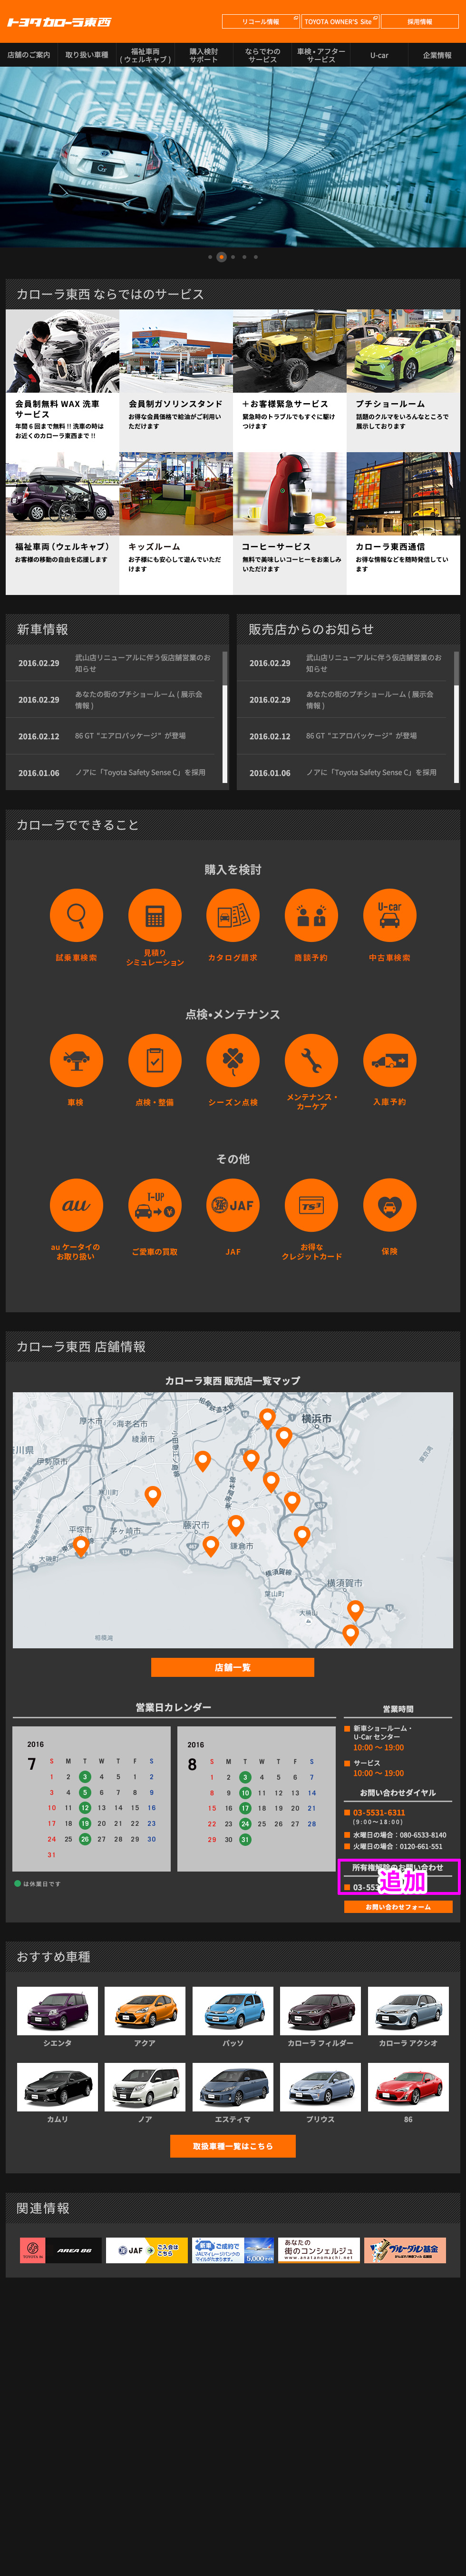 トヨタカローラ東西
リコール情報
TOYOTA OWNER'S Site
採用情報
店舗のご案内
取り扱い車種
福祉車両
( ウェルキャブ )
購入検討
サポート
ならでわの
サービス
車検・アフター
サービス
U-car
企業情報
カローラ東西 ならではのサービス
会員制無料 WAX 洗車
サービス
年間 6 回まで無料 !! 洗車の時は
お近くのカローラ東西まで !!
会員制ガソリンスタンド
お得な会員価格で給油がご利用い
ただけます
+お客様緊急サービス
緊急時のトラブルでもすぐに駆け
つけます
プチショールーム
話題のクルマをいろんなところで
展示しております
福祉車両（ウェルキャブ）
お客様の移動の自由を応援します
キッズルーム
お子様にも安心して遊んでいただ
けます
コーヒーサービス
無料で美味しいコーヒーをお楽しみ
いただけます
カローラ東西通信
お得な情報などを随時発信してい
ます
新車情報
2016.02.29
武山店リニューアルに伴う仮店舗営業のお
知らせ
2016.02.29
あなたの街のプチショールーム ( 展示会
情報 )
2016.02.12
86 GT "エアロパッケージ" が登場
2016.01.06
ノアに「Toyota Safety Sense C」を採用
販売店からのお知らせ
2016.02.29
武山店リニューアルに伴う仮店舗営業のお
知らせ
2016.02.29
あなたの街のプチショールーム ( 展示会
情報 )
2016.02.12
86 GT "エアロパッケージ" が登場
2016.01.06
ノアに「Toyota Safety Sense C」を採用
カローラでできること
購入を検討
U-car
試乗車検索
見積り
シミュレーション
カタログ請求
商談予約
中古車検索
点検・メンテナンス
車検
点検・整備
シーズン点検
メンテナンス・
カーケア
入庫予約
その他
au
T-UP
JAF
TS3
au ケータイの
お取り扱い
ご愛車の買取
JAF
お得な
クレジットカード
保険
カローラ東西 店舗情報
カローラ東西 販売店一覧マップ
厚木市
海老名市
綾瀬市
横浜市
伊勢原市
寒川町
平塚市
茅ヶ崎市
藤沢市
鎌倉市
大磯町
横須賀線
横須賀市
葉山町
大楠山
相模湾
東京湾
店舗一覧
営業日カレンダー
2016
7
S M T W T F S
1 2 3 4 5 1 2
3 4 5 6 7 8 9
10 11 12 13 14 15 16
17 18 19 20 21 22 23
24 25 26 27 28 29 30
31
2016
8
S M T W T F S
1 2 3 4 5 6 7
8 9 10 11 12 13 14
15 16 17 18 19 20 21
22 23 24 25 26 27 28
29 30 31
は休業日です
営業時間
新車ショールーム・
U-Car センター
10:00 ～ 19:00
サービス
10:00 ～ 19:00
お問い合わせダイヤル
03-5531-6311
(9:00～18:00)
水曜日の場合：080-6533-8140
火曜日の場合：0120-661-551
所有権解除のお問い合わせ
03-553
追加
お問い合わせフォーム
おすすめ車種
シエンタ
アクア
パッソ
カローラ フィルダー
カローラ アクシオ
カムリ
ノア
エスティマ
プリウス
86
取扱車種一覧はこちら
関連情報
AREA 86
JAF
ご入会は
こちら
新車ご成約で
JALマイレージバンクの
マイルがたまります。
5,000
あなたの
街のコンシェルジュ
www.anatanomachi.net
ブルーダル基金